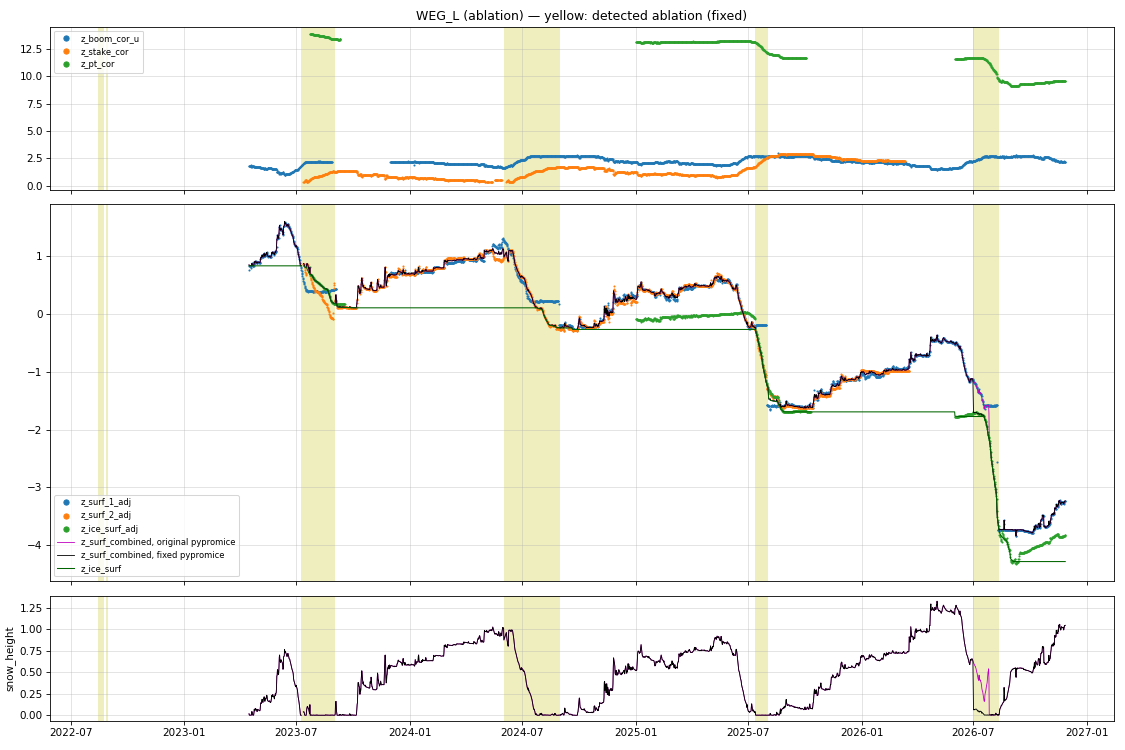 WEG_L (ablation) — yellow: detected ablation (fixed)
z_boom_cor_u
z_stake_cor
z_pt_cor
12.5
10.0
7.5
5.0
2.5
0.0
1
0
−1
−2
−3
−4
z_surf_1_adj
z_surf_2_adj
z_ice_surf_adj
z_surf_combined, original pypromice
z_surf_combined, fixed pypromice
z_ice_surf
snow_height
1.25
1.00
0.75
0.50
0.25
0.00
2022-07 2023-01 2023-07 2024-01 2024-07 2025-01 2025-07 2026-01 2026-07 2027-01